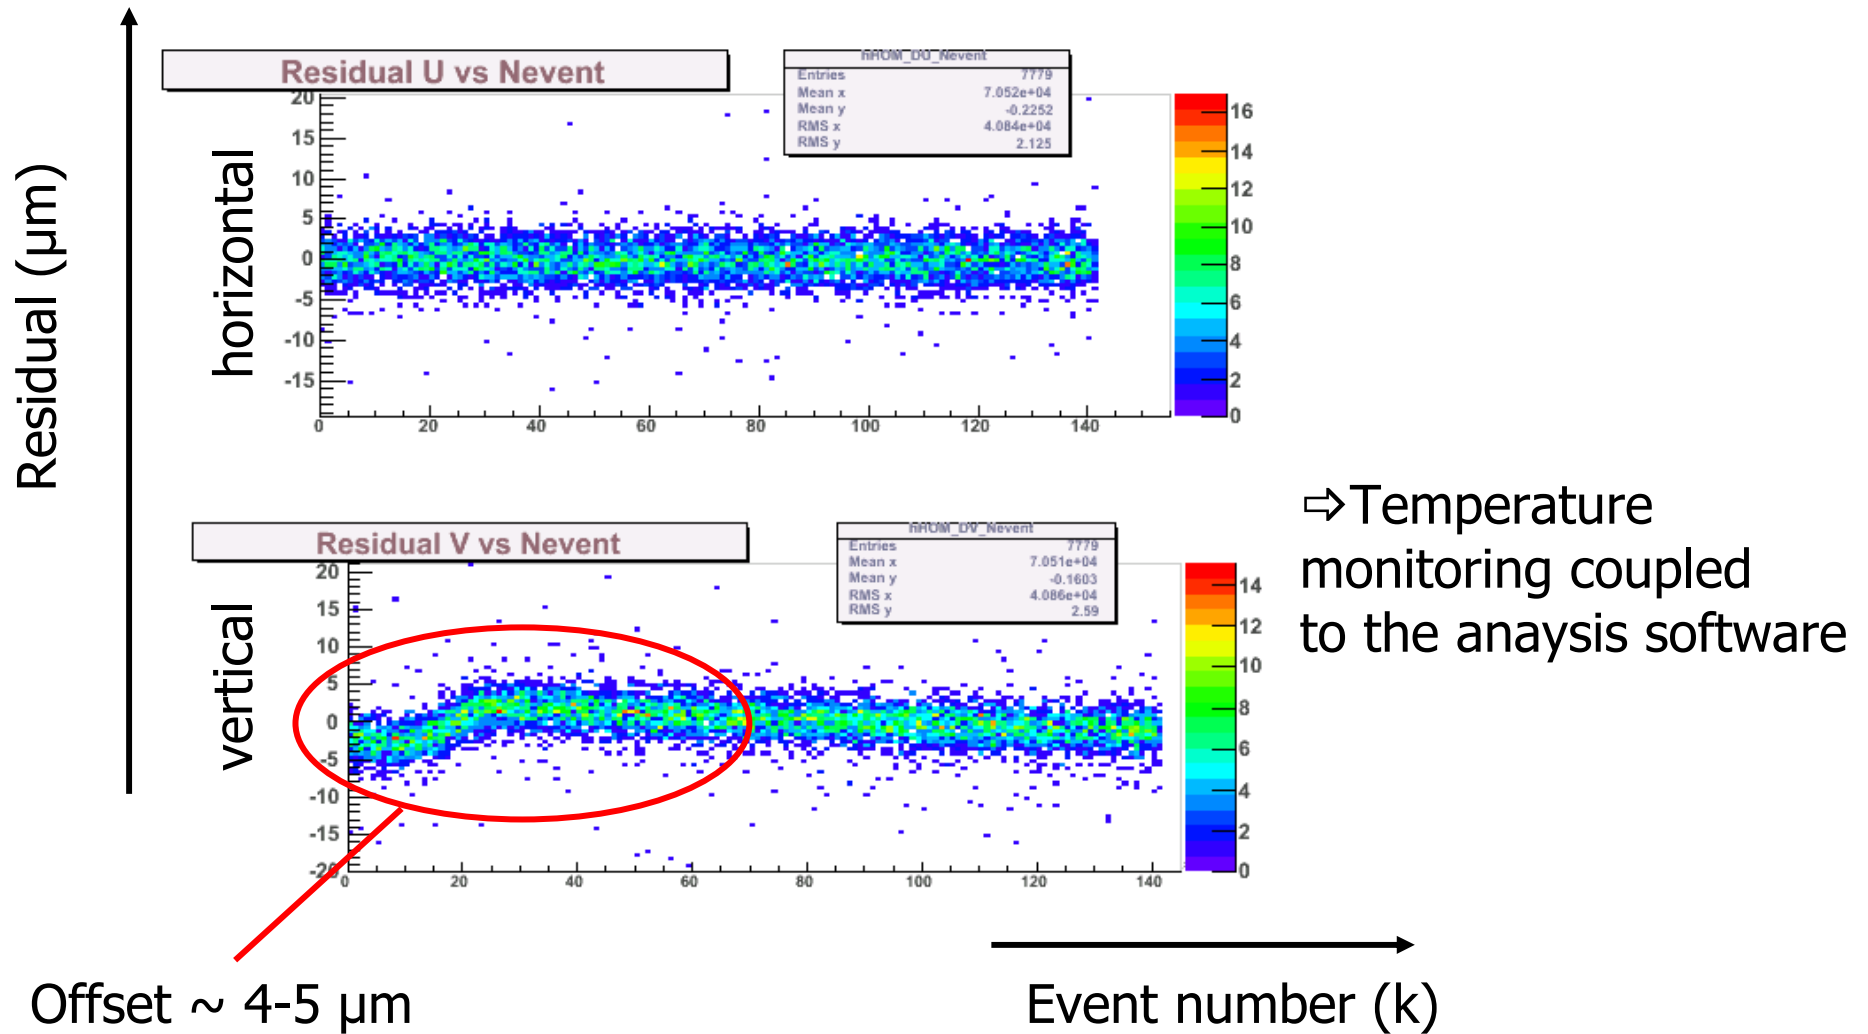 Residual (µm)
horizontal
Residual U vs Nevent
hHOM_DU_Nevent
Entries 7779
Mean x 7.052e+04
Mean y -0.2252
RMS x 4.084e+04
RMS y 2.125
20
15
10
5
0
-5
-10
-15
0 20 40 60 80 100 120 140
16
14
12
10
8
6
4
2
0
vertical
Residual V vs Nevent
hHOM_DV_Nevent
Entries 7779
Mean x 7.051e+04
Mean y -0.1603
RMS x 4.086e+04
RMS y 2.59
20
15
10
5
0
-5
-10
-15
-20
0 20 40 60 80 100 120 140
14
12
10
8
6
4
2
0
⇨Temperature
monitoring coupled
to the anaysis software
Offset ~ 4-5 µm
Event number (k)